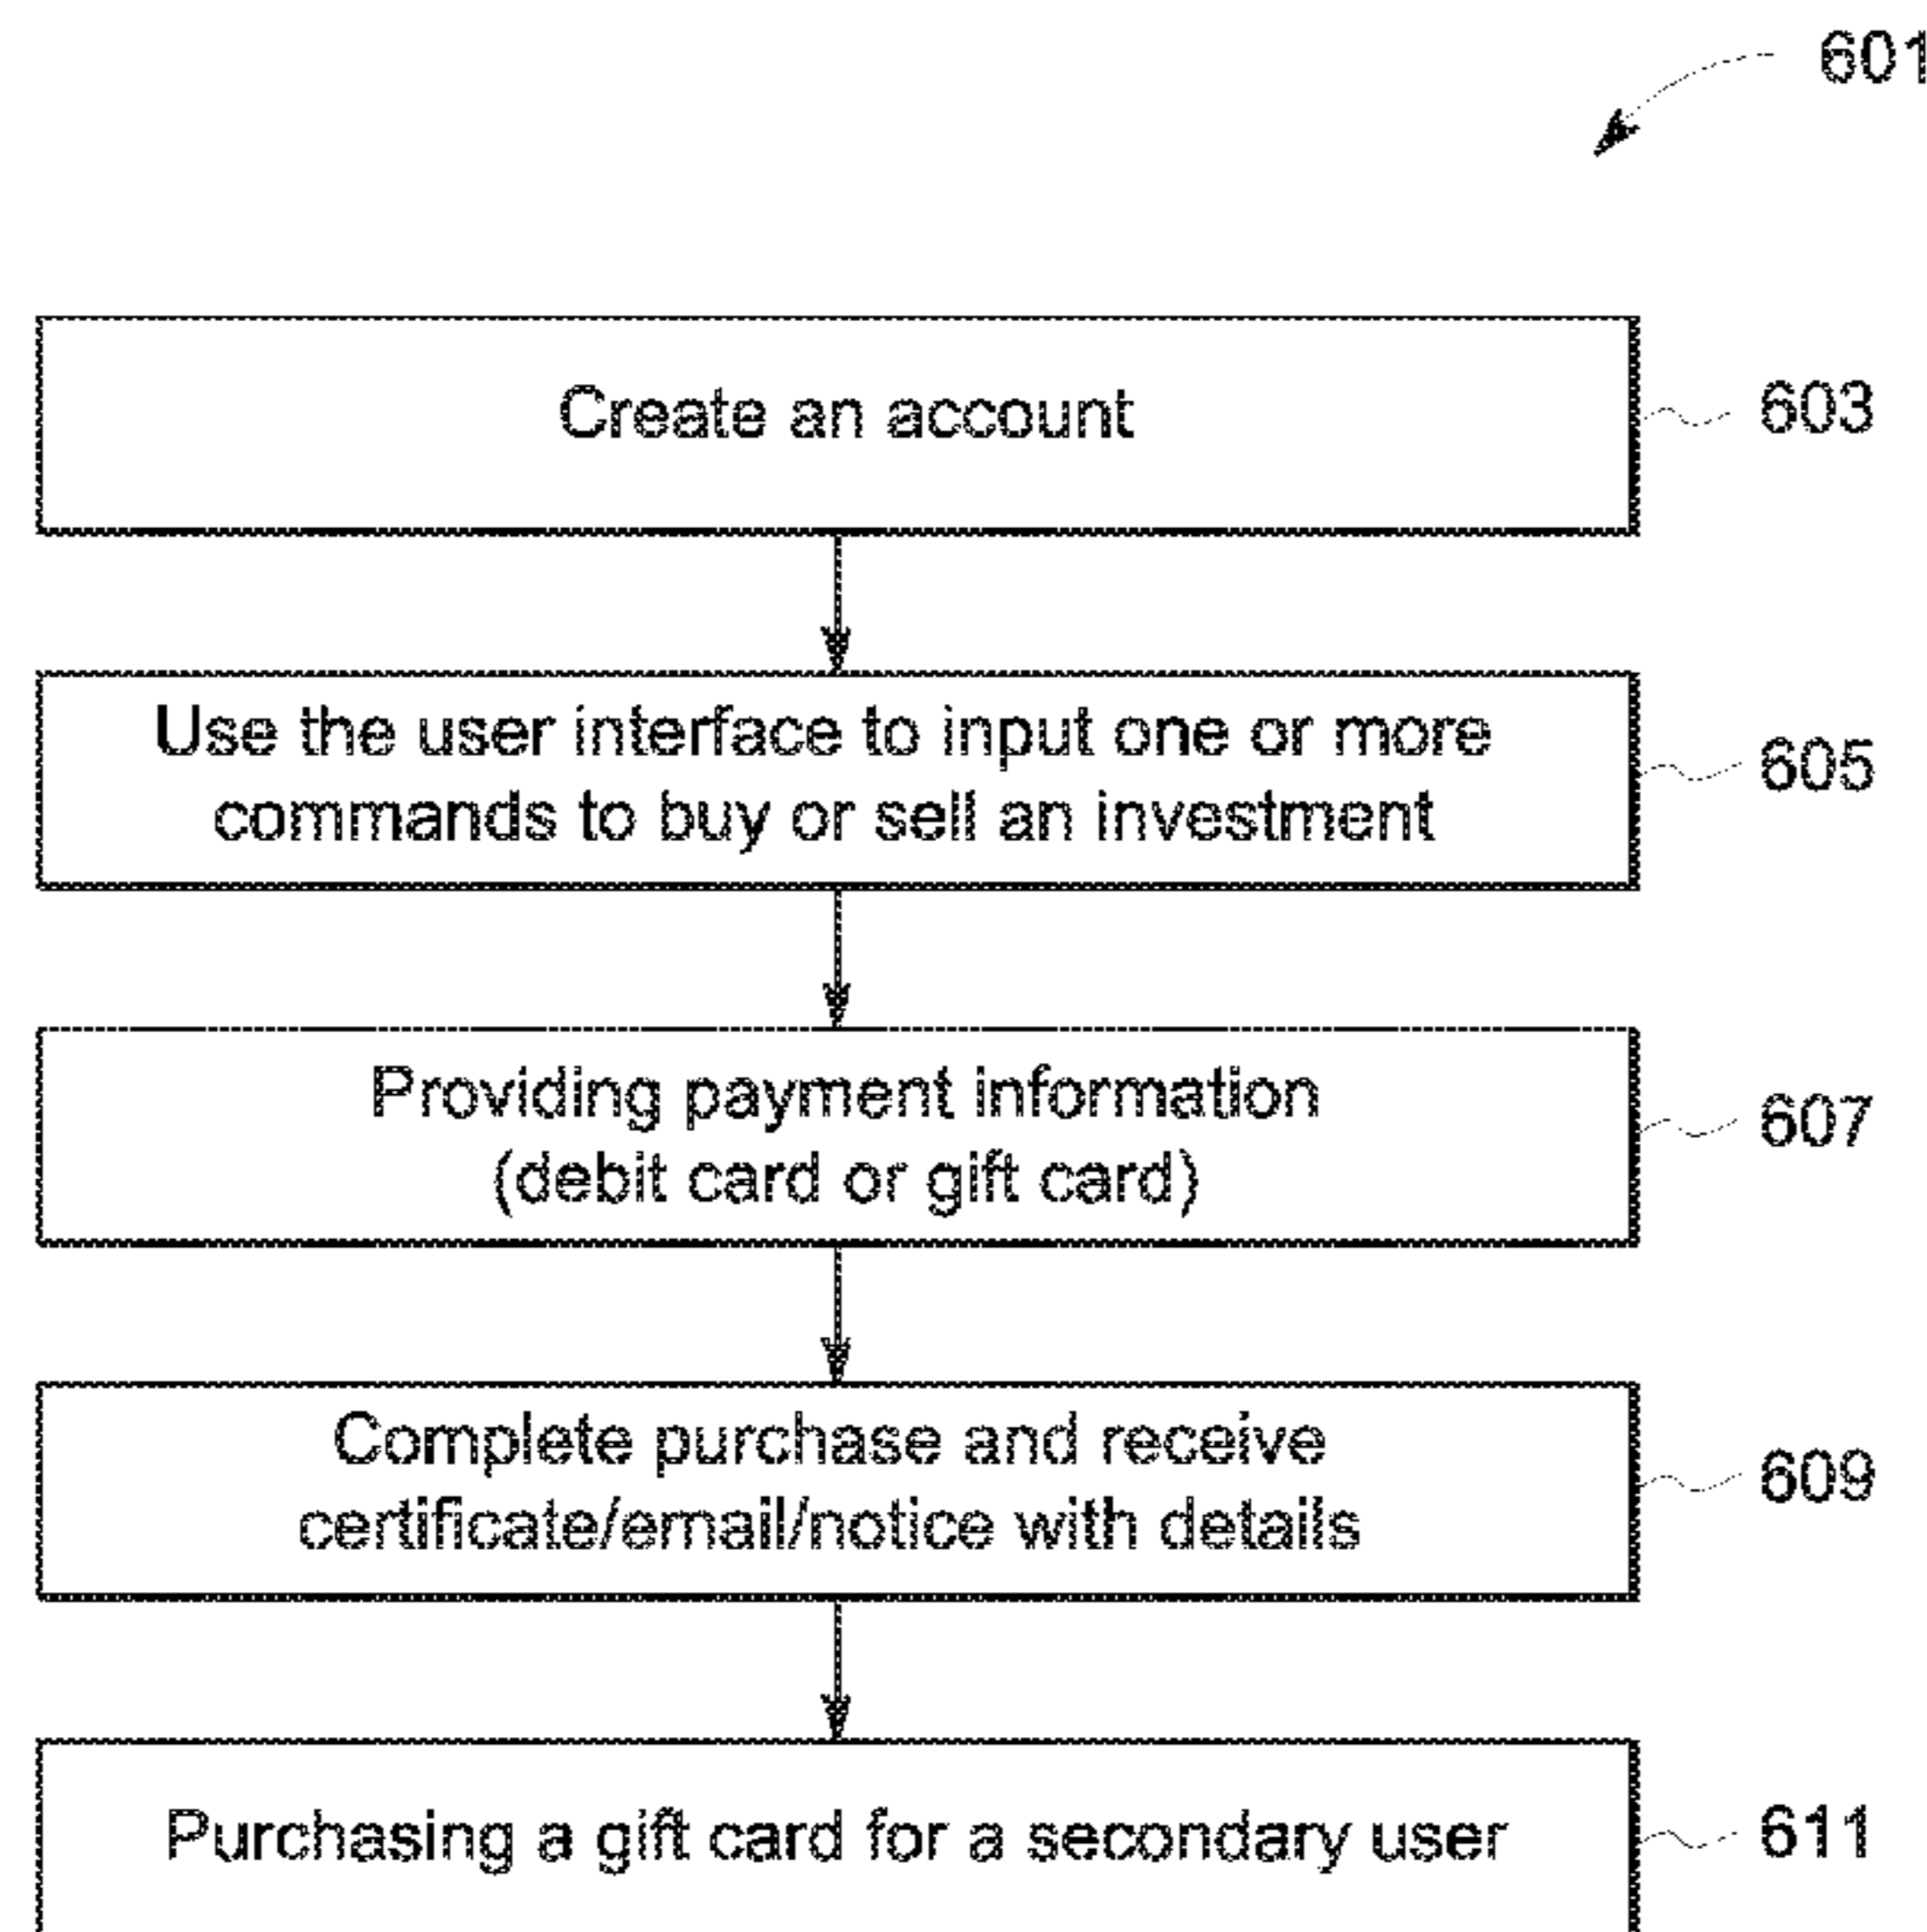 601
Create an account
603
Use the user interface to input one or more
commands to buy or sell an investment
605
Providing payment information
(debit card or gift card)
607
Complete purchase and receive
certificate/email/notice with details
609
Purchasing a gift card for a secondary user
611